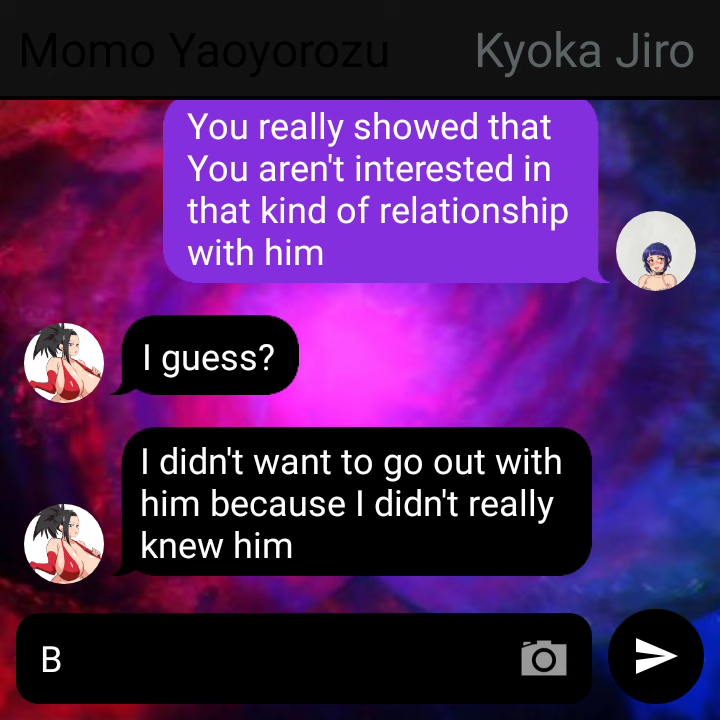 Momo Yaoyorozu Kyoka Jiro
You really showed that
You aren't interested in
that kind of relationship
with him
I guess?
I didn't want to go out with
him because I didn't really
knew him
B